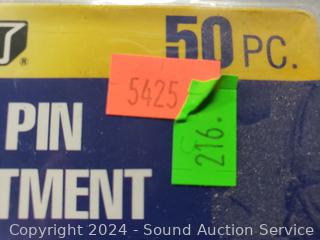 50 PC.
®
5425
216.
PIN
TMENT
Copyright © 2024 - Sound Auction Service